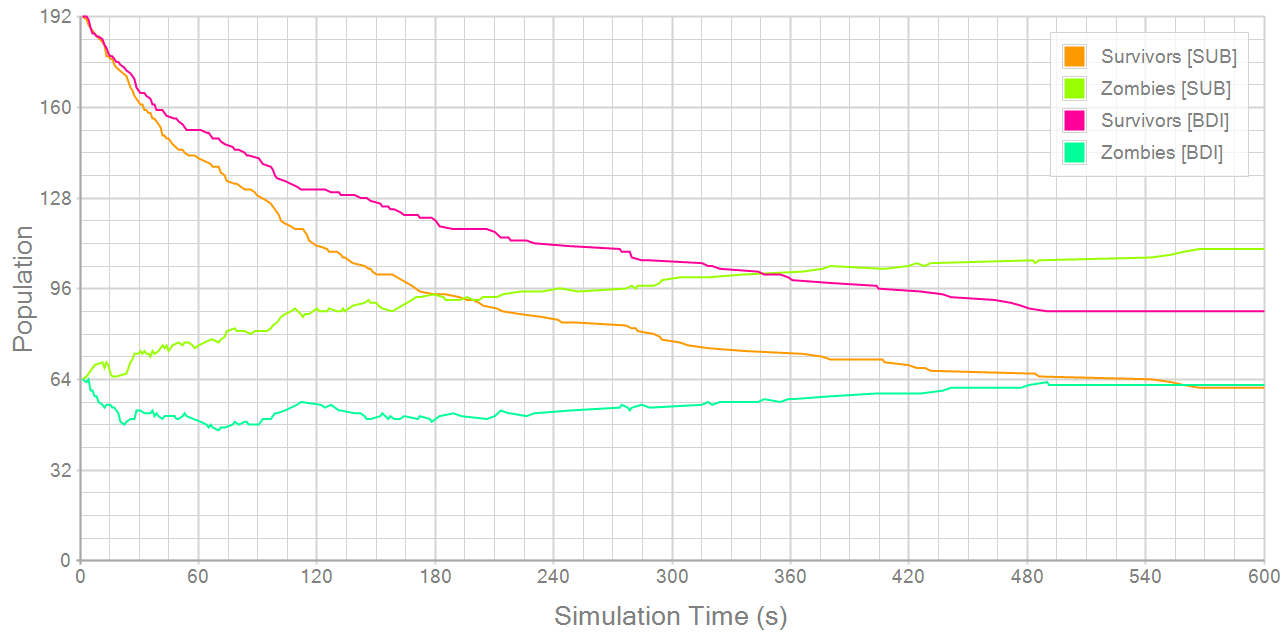 192
160
128
96
64
32
0
Population
0 60 120 180 240 300 360 420 480 540 600
Simulation Time (s)
Survivors [SUB]
Zombies [SUB]
Survivors [BDI]
Zombies [BDI]